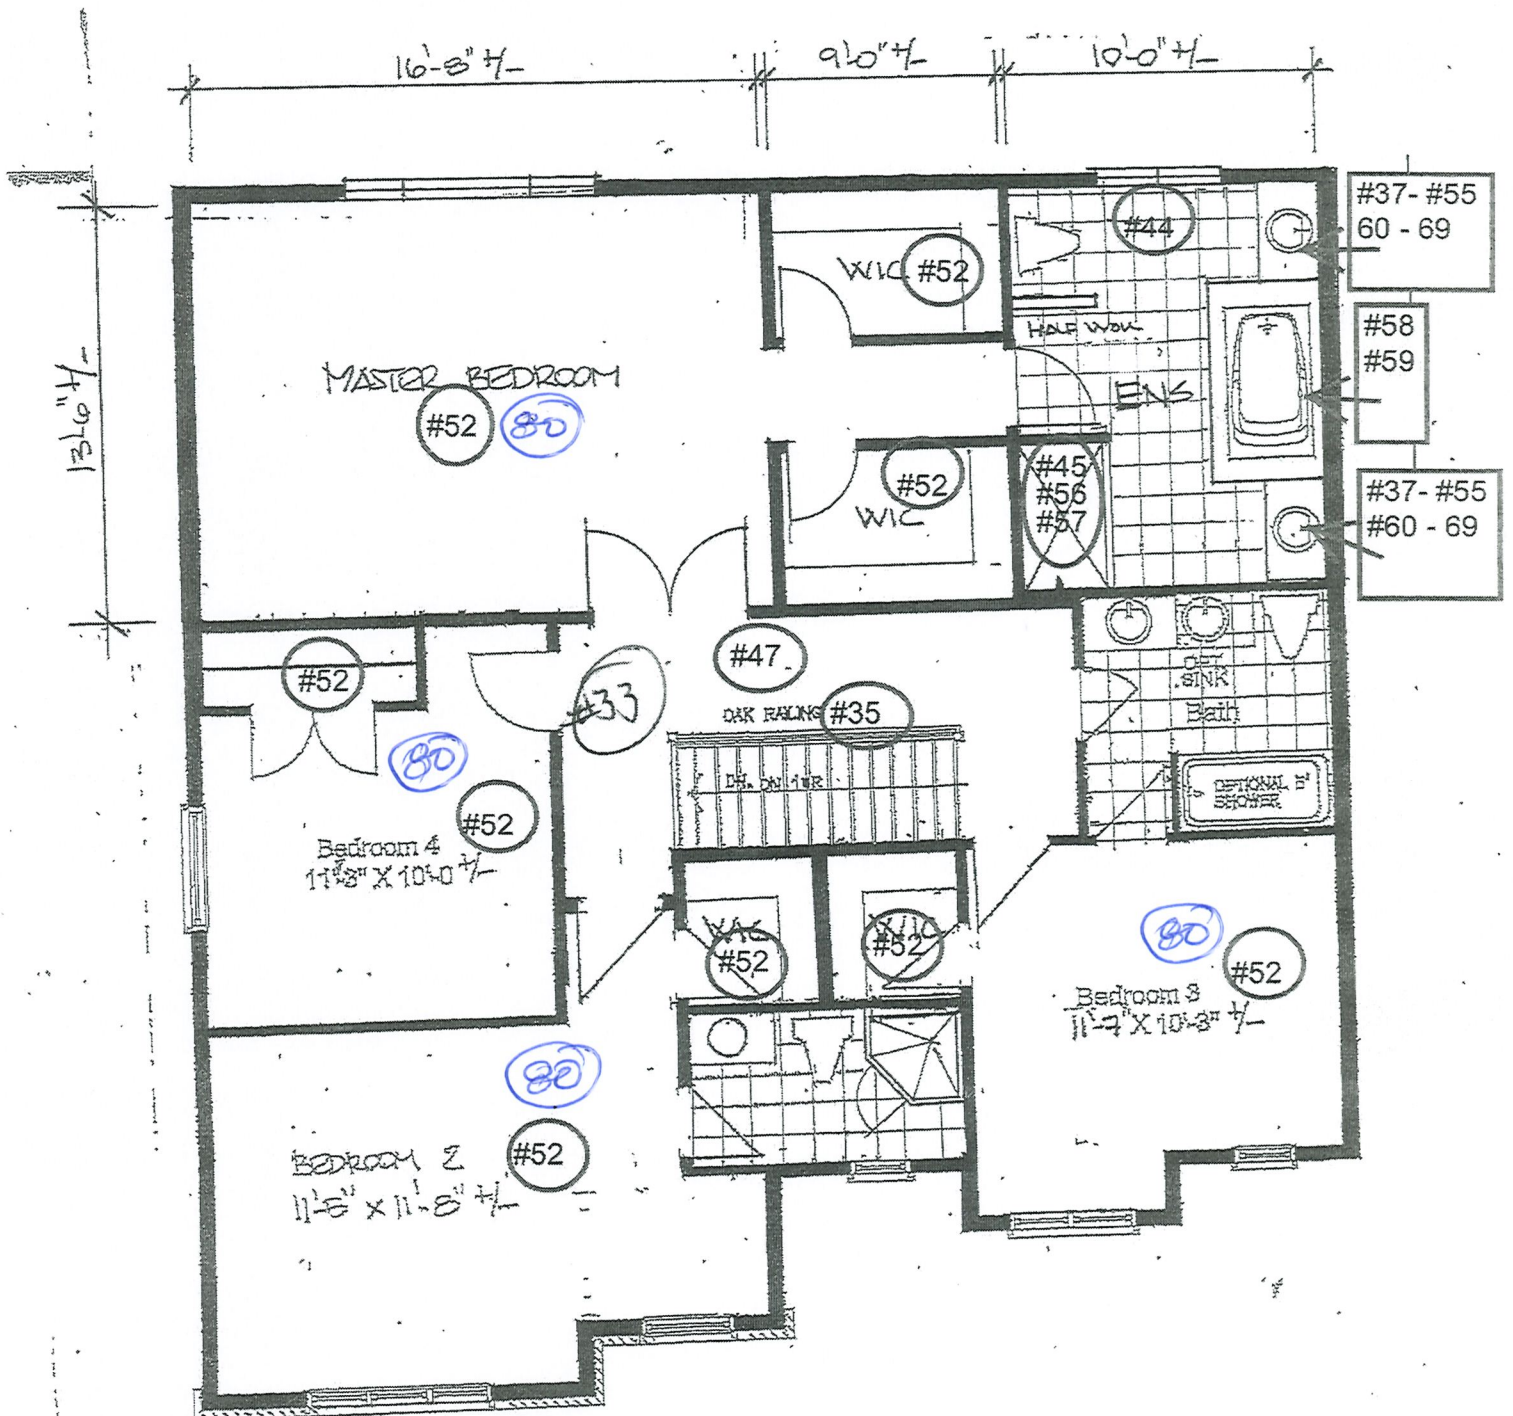 16'-8" +/-
9'-0" +/-
10'-0" +/-
#37- #55
60 - 69
#44
WIC #52
HALF WALL
#58
#59
13'-6" +/-
MASTER BEDROOM
#52 80
ENS
#52
WIC
#45
#56
#57
#37- #55
#60 - 69
#47
#33
#52
OAK RAILING #35
OPT
SINK
Bath
80
#52
OPTIONAL
SHOWER
Bedroom 4
11'-3" X 10'-0 +/-
WIC
#52
WIC
#52
80
#52
Bedroom 3
11'-7" X 10'-3" +/-
80
#52
BEDROOM 2
11'-8" +/-